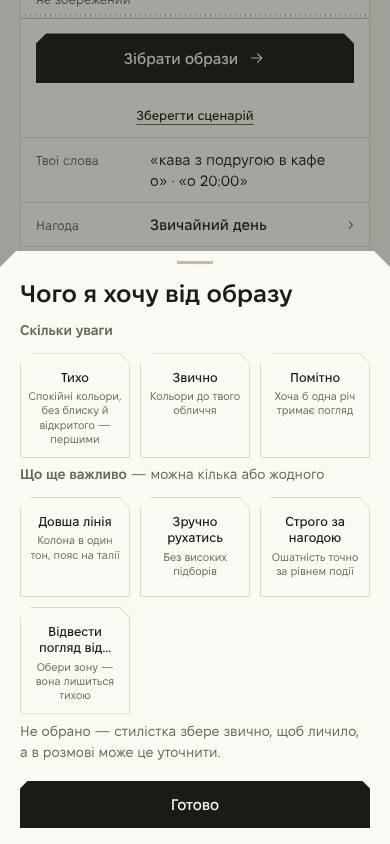 не збережений
Зібрати образи →
Зберегти сценарій
Твої слова
«кава з подругою в кафе
о» · «о 20:00»
Нагода
Звичайний день
Чого я хочу від образу
Скільки уваги
Тихо
Спокійні кольори,
без блиску й
відкритого —
першими
Звично
Кольори до твого
обличчя
Помітно
Хоча б одна річ
тримає погляд
Що ще важливо — можна кілька або жодного
Довша лінія
Колона в один
тон, пояс на талії
Зручно
рухатись
Без високих
підборів
Строго за
нагодою
Ошатність точно
за рівнем події
Відвести
погляд від...
Обери зону —
вона лишиться
тихою
Не обрано — стилістка збере звично, щоб личило,
а в розмові може це уточнити.
Готово